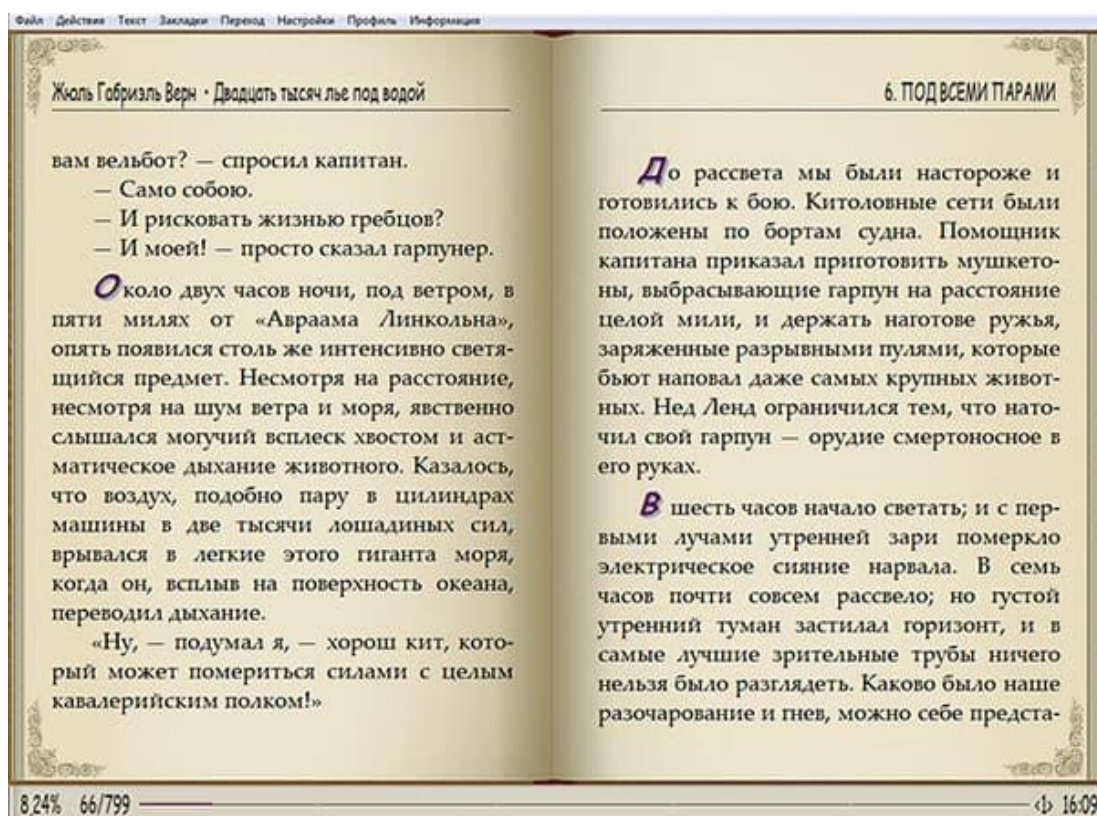 Файл Действия Текст Закладки Переход Настройки Профиль Информация
Жюль Габриэль Верн • Двадцать тысяч лье под водой
вам вельбот? — спросил капитан.
— Само собою.
— И рисковать жизнью гребцов?
— И моей! — просто сказал гарпунер.
Около двух часов ночи, под ветром, в
пяти милях от «Авраама Линкольна»,
опять появился столь же интенсивно светя-
щийся предмет. Несмотря на расстояние,
несмотря на шум ветра и моря, явственно
слышался могучий всплеск хвостом и аст-
матическое дыхание животного. Казалось,
что воздух, подобно пару в цилиндрах
машины в две тысячи лошадиных сил,
врывался в легкие этого гиганта моря,
когда он, всплыв на поверхность океана,
переводил дыхание.
«Ну, — подумал я, — хорош кит, кото-
рый может помериться силами с целым
кавалерийским полком!»
6. ПОД ВСЕМИ ПАРАМИ
До рассвета мы были настороже и
готовились к бою. Китоловные сети были
положены по бортам судна. Помощник
капитана приказал приготовить мушкето-
ны, выбрасывающие гарпун на расстояние
целой мили, и держать наготове ружья,
заряженные разрывными пулями, которые
бьют наповал даже самых крупных живот-
ных. Нед Ленд ограничился тем, что нато-
чил свой гарпун — орудие смертоносное в
его руках.
В шесть часов начало светать; и с пер-
выми лучами утренней зари померкло
электрическое сияние нарвала. В семь
часов почти совсем рассвело; но густой
утренний туман застилал горизонт, и в
самые лучшие зрительные трубы ничего
нельзя было разглядеть. Каково было наше
разочарование и гнев, можно себе предста-
8,24% 66/799 <1> 16:09